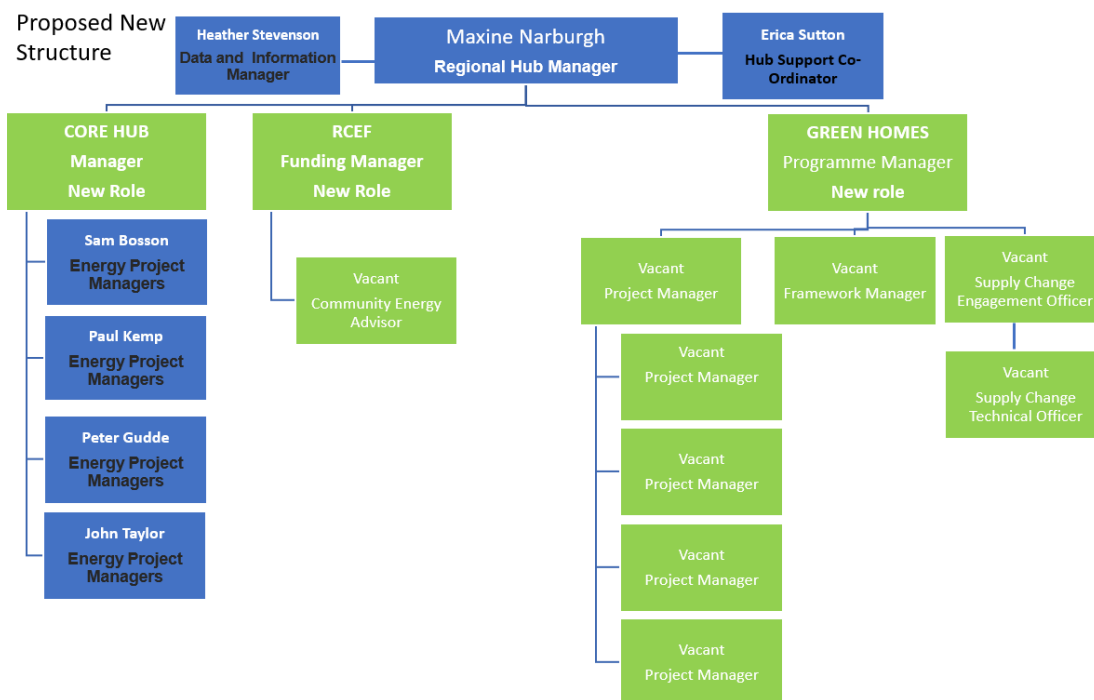 Proposed New
Structure
Heather Stevenson
Data and Information
Manager
Maxine Narburgh
Regional Hub Manager
Erica Sutton
Hub Support Co-
Ordinator
CORE HUB
Manager
New Role
RCEF
Funding Manager
New Role
GREEN HOMES
Programme Manager
New role
Sam Bosson
Energy Project
Managers
Paul Kemp
Energy Project
Managers
Peter Gudde
Energy Project
Managers
John Taylor
Energy Project
Managers
Vacant
Community Energy
Advisor
Vacant
Project Manager
Vacant
Framework Manager
Vacant
Supply Change
Engagement Officer
Vacant
Project Manager
Vacant
Project Manager
Vacant
Project Manager
Vacant
Project Manager
Vacant
Supply Change
Technical Officer